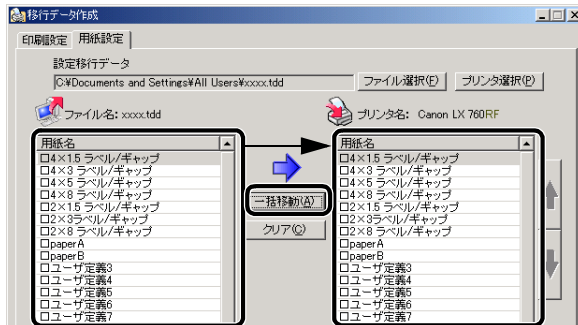 移行データ作成
印刷設定 用紙設定
設定移行データ
C:¥Documents and Settings¥All Users¥xxxx.tdd ファイル選択(F) プリンタ選択(P)
ファイル名: xxxx.tdd プリンタ名: Canon LX 760RF
用紙名
4×1.5 ラベル/ギャップ
4×3 ラベル/ギャップ
4×5 ラベル/ギャップ
4×8 ラベル/ギャップ
2×1.5 ラベル/ギャップ
2×3ラベル/ギャップ
2×8 ラベル/ギャップ
paperA
paperB
ユーザ定義3
ユーザ定義4
ユーザ定義5
ユーザ定義6
ユーザ定義7
一括移動(A)
クリア(C)
用紙名
4×1.5 ラベル/ギャップ
4×3 ラベル/ギャップ
4×5 ラベル/ギャップ
4×8 ラベル/ギャップ
2×1.5 ラベル/ギャップ
2×3ラベル/ギャップ
2×8 ラベル/ギャップ
paperA
paperB
ユーザ定義3
ユーザ定義4
ユーザ定義5
ユーザ定義6
ユーザ定義7